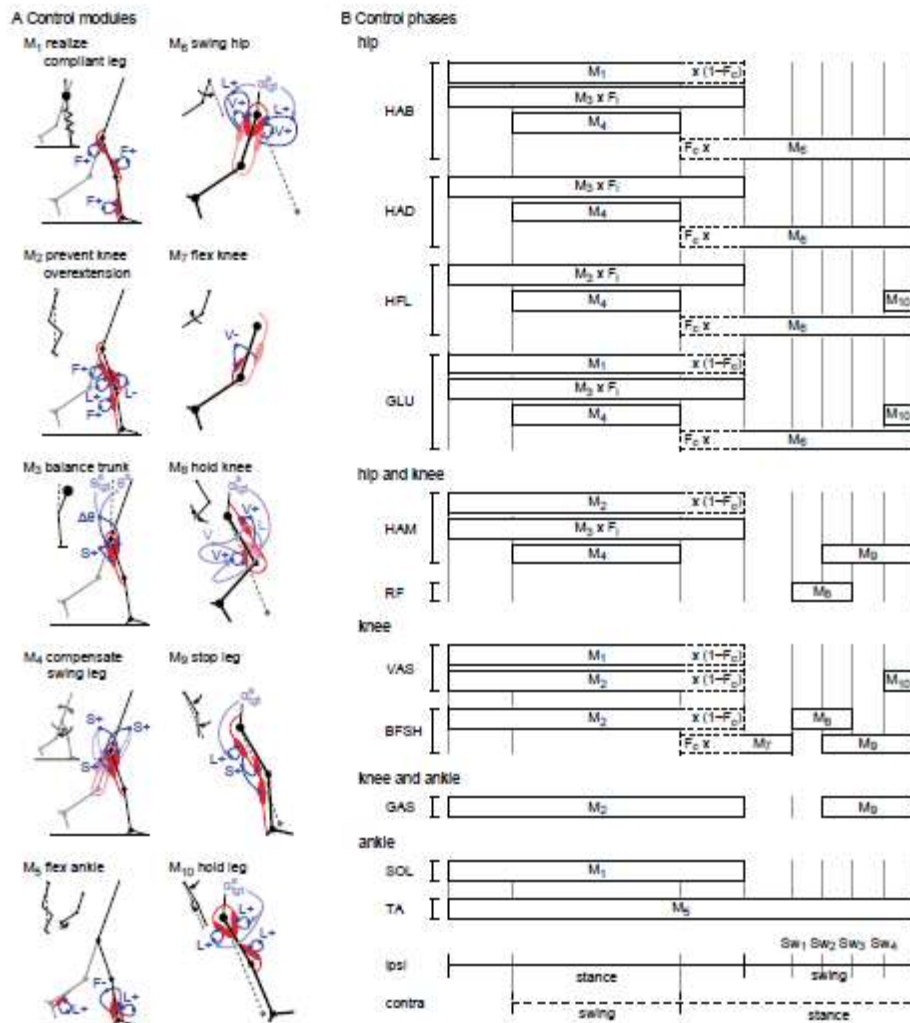 A Control modules
M1 realize
compliant leg
F+
F+
F+
M2 prevent knee
overextension
F+
L+
L-
F+
M3 balance trunk
Δθ
S+
M4 compensate
swing leg
S+
S+
S+
M5 flex ankle
F-
L+
L+
M6 swing hip
L+
V+
L+
V+
M7 flex knee
V-
M8 hold knee
V+
V+
M9 stop leg
L+
S+
M10 hold leg
L+
L+
L+
B Control phases
hip
HAB
M1 x (1-Fc)
M3 x Fi
M4
Fc x M6
HAD
M3 x Fi
M4
Fc x M6
HFL
M3 x Fi
M4 M10
Fc x M6
GLU
M1 x (1-Fc)
M3 x Fi
M4 M10
Fc x M6
hip and knee
HAM
M2 x (1-Fc)
M3 x Fi
M4 M9
RF M8
knee
VAS
M1 x (1-Fc)
M2 x (1-Fc) M10
BFSH
M2 x (1-Fc) M8
Fc x M7 M9
knee and ankle
GAS M2 M9
ankle
SOL M1
TA M5
Sw1 Sw2 Sw3 Sw4
ipsi
stance swing
contra
swing stance